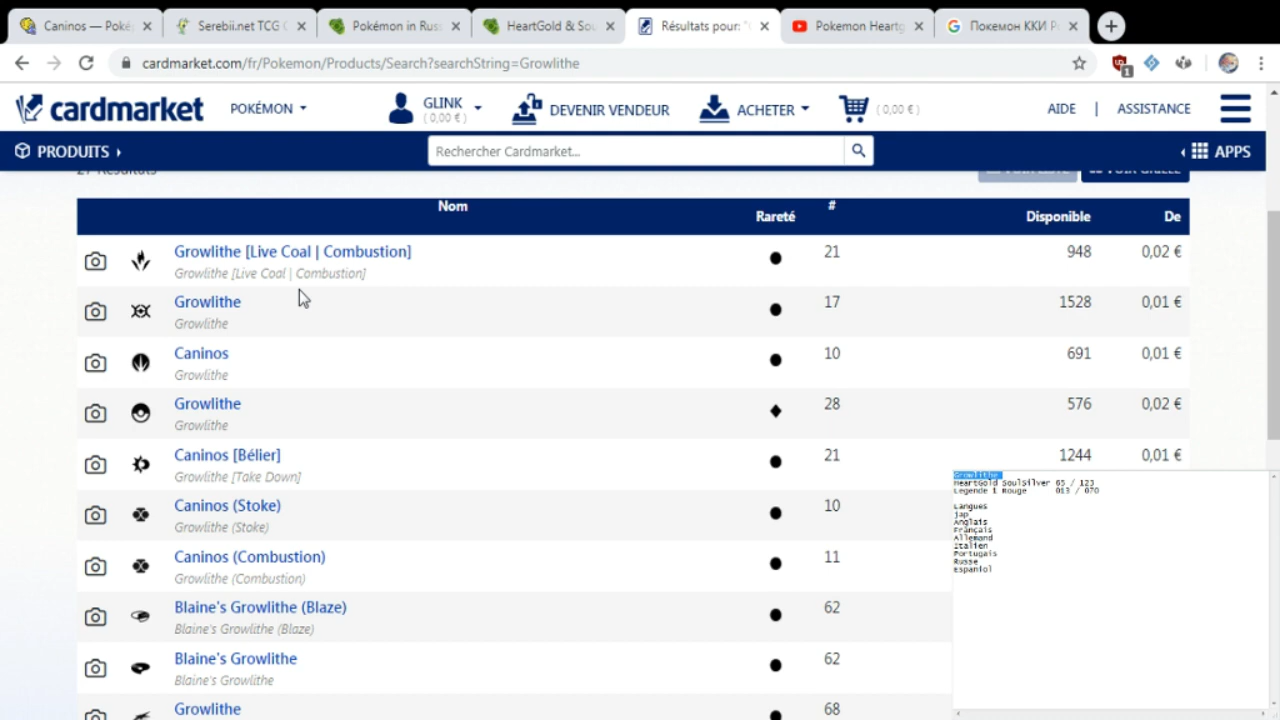 Caninos — Poké
Serebii.net TCG C
Pokémon in Russ
HeartGold & Sou
Résultats pour: "
Pokemon Heartg
Покемон ККИ Р
cardmarket.com/fr/Pokemon/Products/Search?searchString=Growlithe
1
cardmarket
POKÉMON
GLINK
( 0,00 € )
DEVENIR VENDEUR
ACHETER
( 0,00 € )
AIDE | ASSISTANCE
PRODUITS
Rechercher Cardmarket...
APPS
27 Résultats
Nom Rareté # Disponible De
Growlithe [Live Coal | Combustion] 21 948 0,02 €
Growlithe [Live Coal | Combustion]
Growlithe 17 1528 0,01 €
Growlithe
Caninos 10 691 0,01 €
Growlithe
Growlithe 28 576 0,02 €
Growlithe
Caninos [Bélier] 21 1244 0,01 €
Growlithe [Take Down]
Caninos (Stoke) 10
Growlithe (Stoke)
Caninos (Combustion) 11
Growlithe (Combustion)
Blaine's Growlithe (Blaze) 62
Blaine's Growlithe (Blaze)
Blaine's Growlithe 62
Blaine's Growlithe
Growlithe 68
Growlithe
HeartGold SoulSilver 65 / 123
Legende 1 Rouge 013 / 070
Langues
jap
Anglais
Français
Allemand
Italien
Portugais
Russe
Espaniol